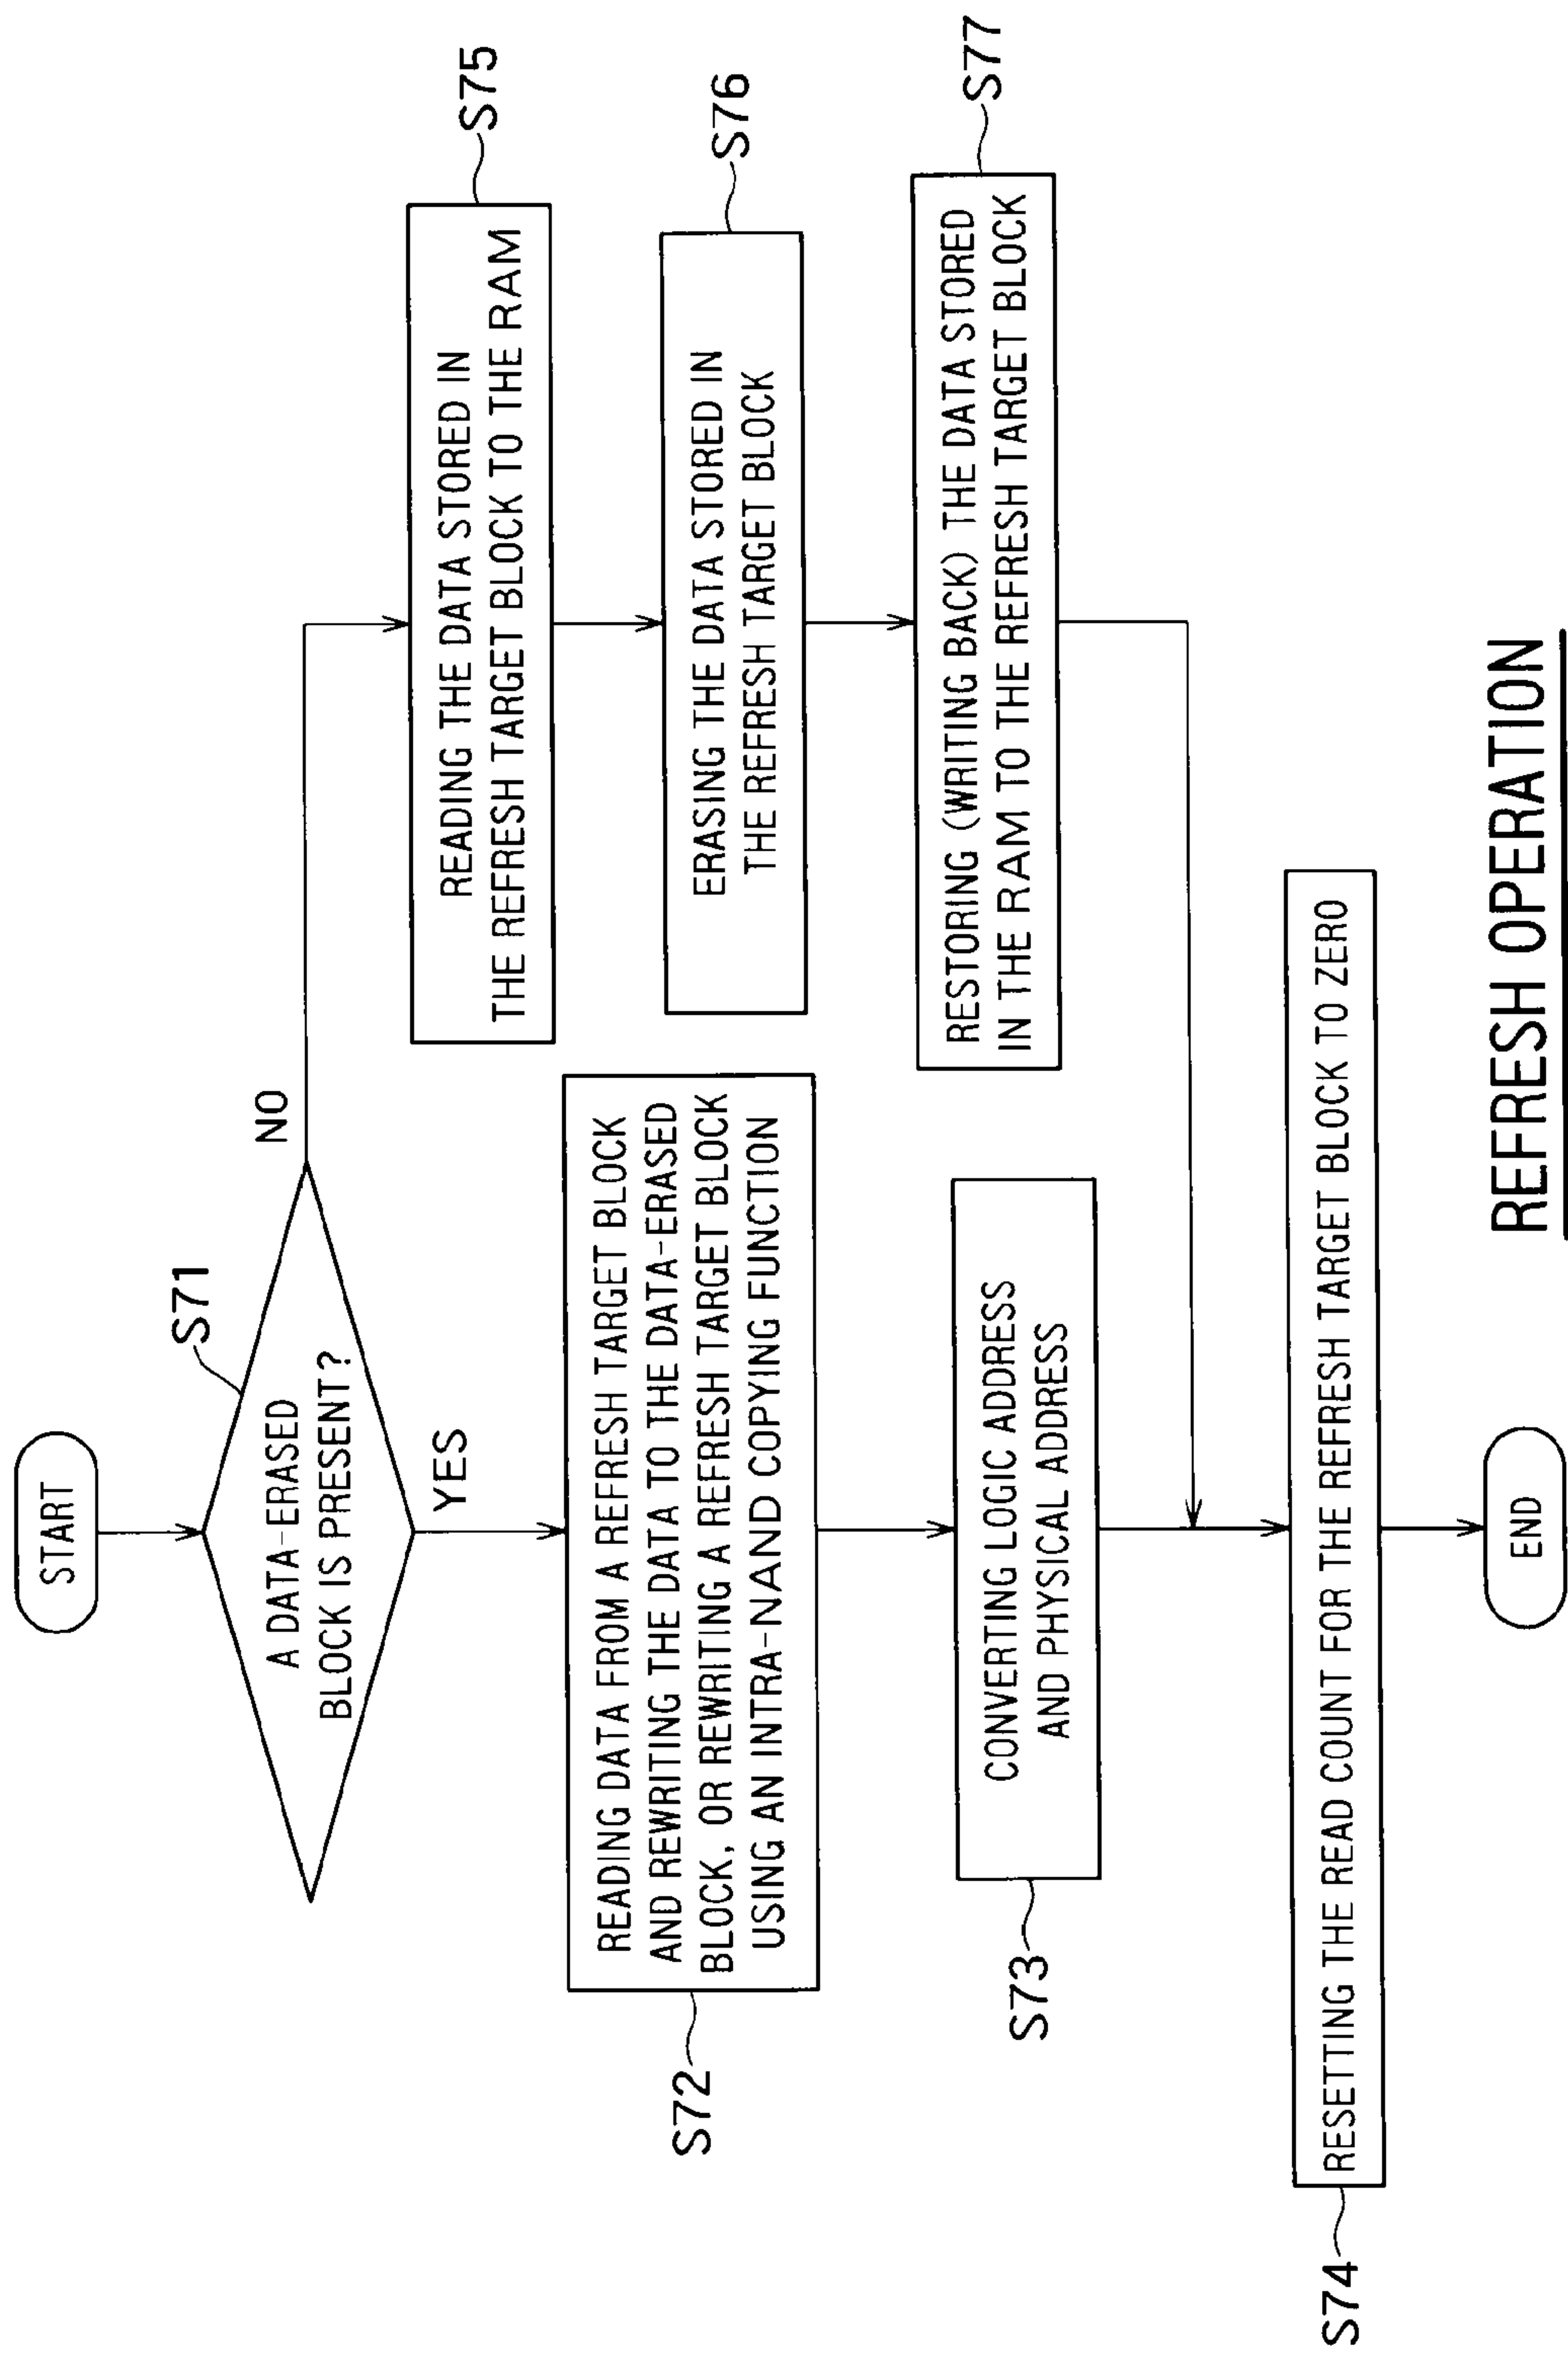 START
S71
A DATA-ERASED
BLOCK IS PRESENT?
NO
YES
S72
READING DATA FROM A REFRESH TARGET BLOCK
AND REWRITING THE DATA TO THE DATA-ERASED
BLOCK, OR REWRITING A REFRESH TARGET BLOCK
USING AN INTRA-NAND COPYING FUNCTION
S73
CONVERTING LOGIC ADDRESS
AND PHYSICAL ADDRESS
S75
READING THE DATA STORED IN
THE REFRESH TARGET BLOCK TO THE RAM
S76
ERASING THE DATA STORED IN
THE REFRESH TARGET BLOCK
S77
RESTORING (WRITING BACK) THE DATA STORED
IN THE RAM TO THE REFRESH TARGET BLOCK
S74
RESETTING THE READ COUNT FOR THE REFRESH TARGET BLOCK TO ZERO
END
REFRESH OPERATION